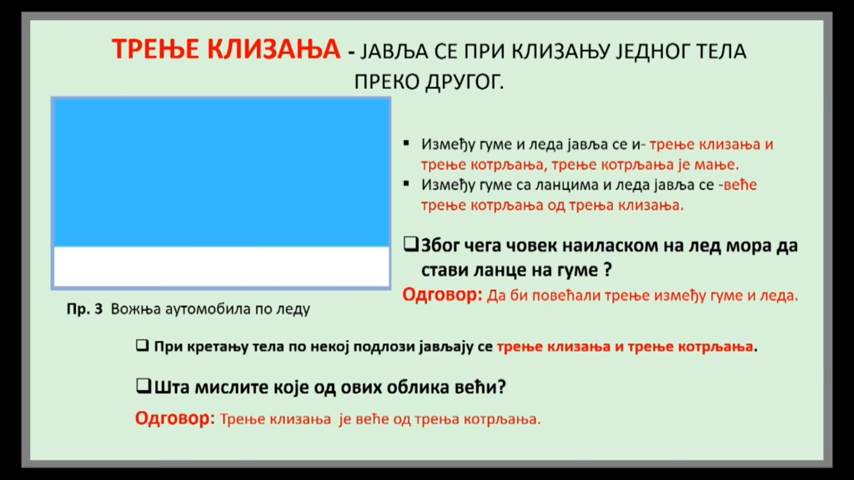 ТРЕЊЕ КЛИЗАЊА - ЈАВЉА СЕ ПРИ КЛИЗАЊУ ЈЕДНОГ ТЕЛА
ПРЕКО ДРУГОГ.
▪ Између гуме и леда јавља се и- трење клизања и
трење котрљања, трење котрљања је мање.
▪ Између гуме са ланцима и леда јавља се -веће
трење котрљања од трења клизања.
❑Због чега човек наиласком на лед мора да
стави ланце на гуме ?
Одговор: Да би повећали трење између гуме и леда.
Пр. 3 Вожња аутомобила по леду
❑ При кретању тела по некој подлози јављају се трење клизања и трење котрљања.
❑Шта мислите које од ових облика већи?
Одговор: Трење клизања је веће од трења котрљања.